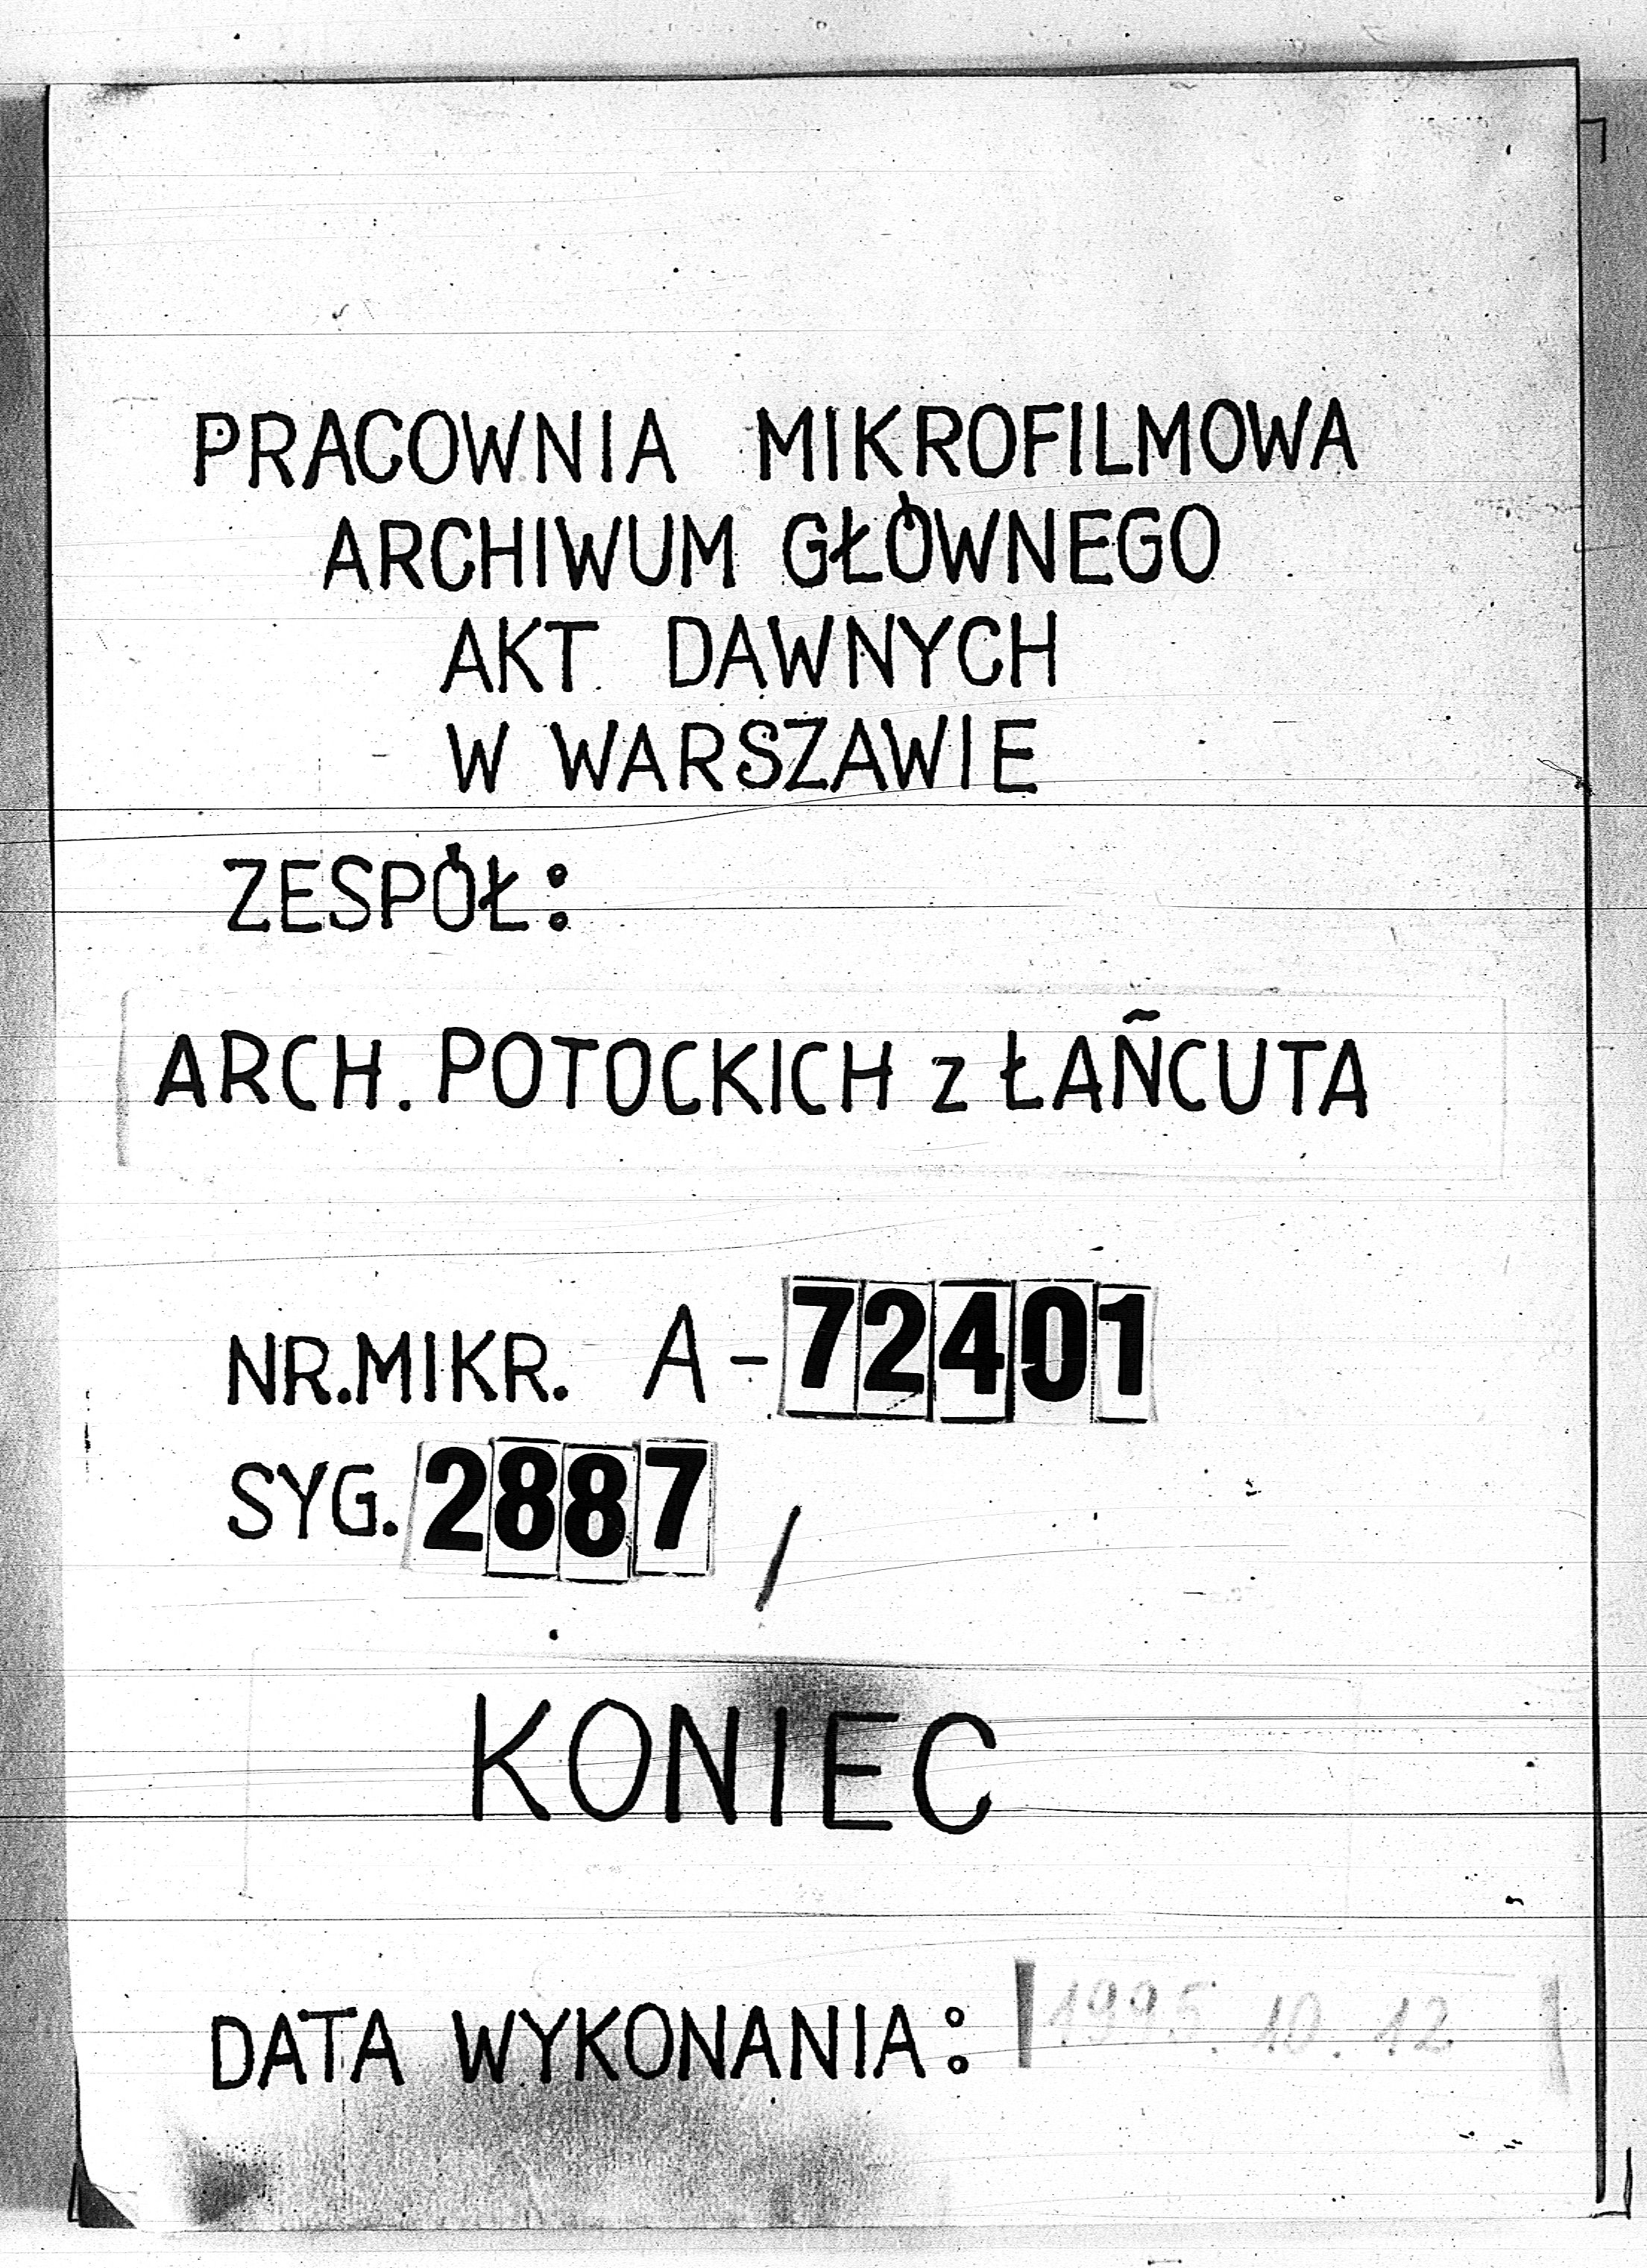 PRACOWNIA MIKROFILMOWA
ARCHIWUM GŁÓWNEGO
AKT DAWNYCH
W WARSZAWIE
ZESPÓŁ:
ARCH. POTOCKICH z ŁAŃCUTA
NR.MIKR. A-72401
SYG. 2887 /
KONIEC
DATA WYKONANIA: 1995.10.12